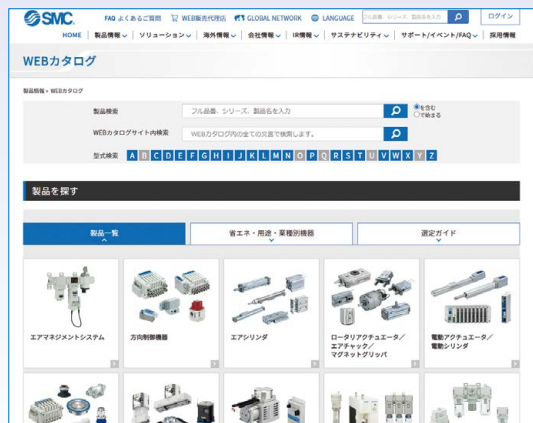 SMC
FAQ よくあるご質問 WEB販売代理店 GLOBAL NETWORK LANGUAGE フル品番、シリーズ、製品名を入力 ログイン
HOME 製品情報 ソリューション 海外情報 会社情報 IR情報 サステナビリティ サポート/イベント/FAQ 採用情報
WEBカタログ
製品情報 » WEBカタログ
製品検索 フル品番、シリーズ、製品名を入力 を含む
で始まる
WEBカタログサイト内検索 WEBカタログ内の全ての文言で検索します。
型式検索 A B C D E F G H I J K L M N O P Q R S T U V W X Y Z
製品を探す
製品一覧 省エネ・用途・業種別機器 選定ガイド
エアマネジメントシステム 方向制御機器 エアシリンダ ロータリアクチュエータ/ 電動アクチュエータ/
エアチャック/ 電動シリンダ
マグネットグリッパ